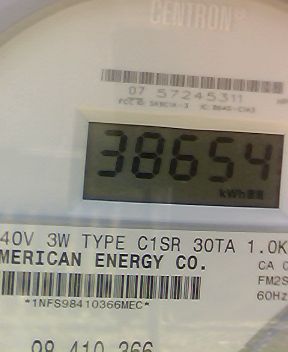 CENTRON
07 57245311
38654
kWh
40V 3W TYPE C1SR 30TA 1.0K
MERICAN ENERGY CO.
CA 0
FM2S
60Hz
*1NFS98410366MEC*
98 410 366